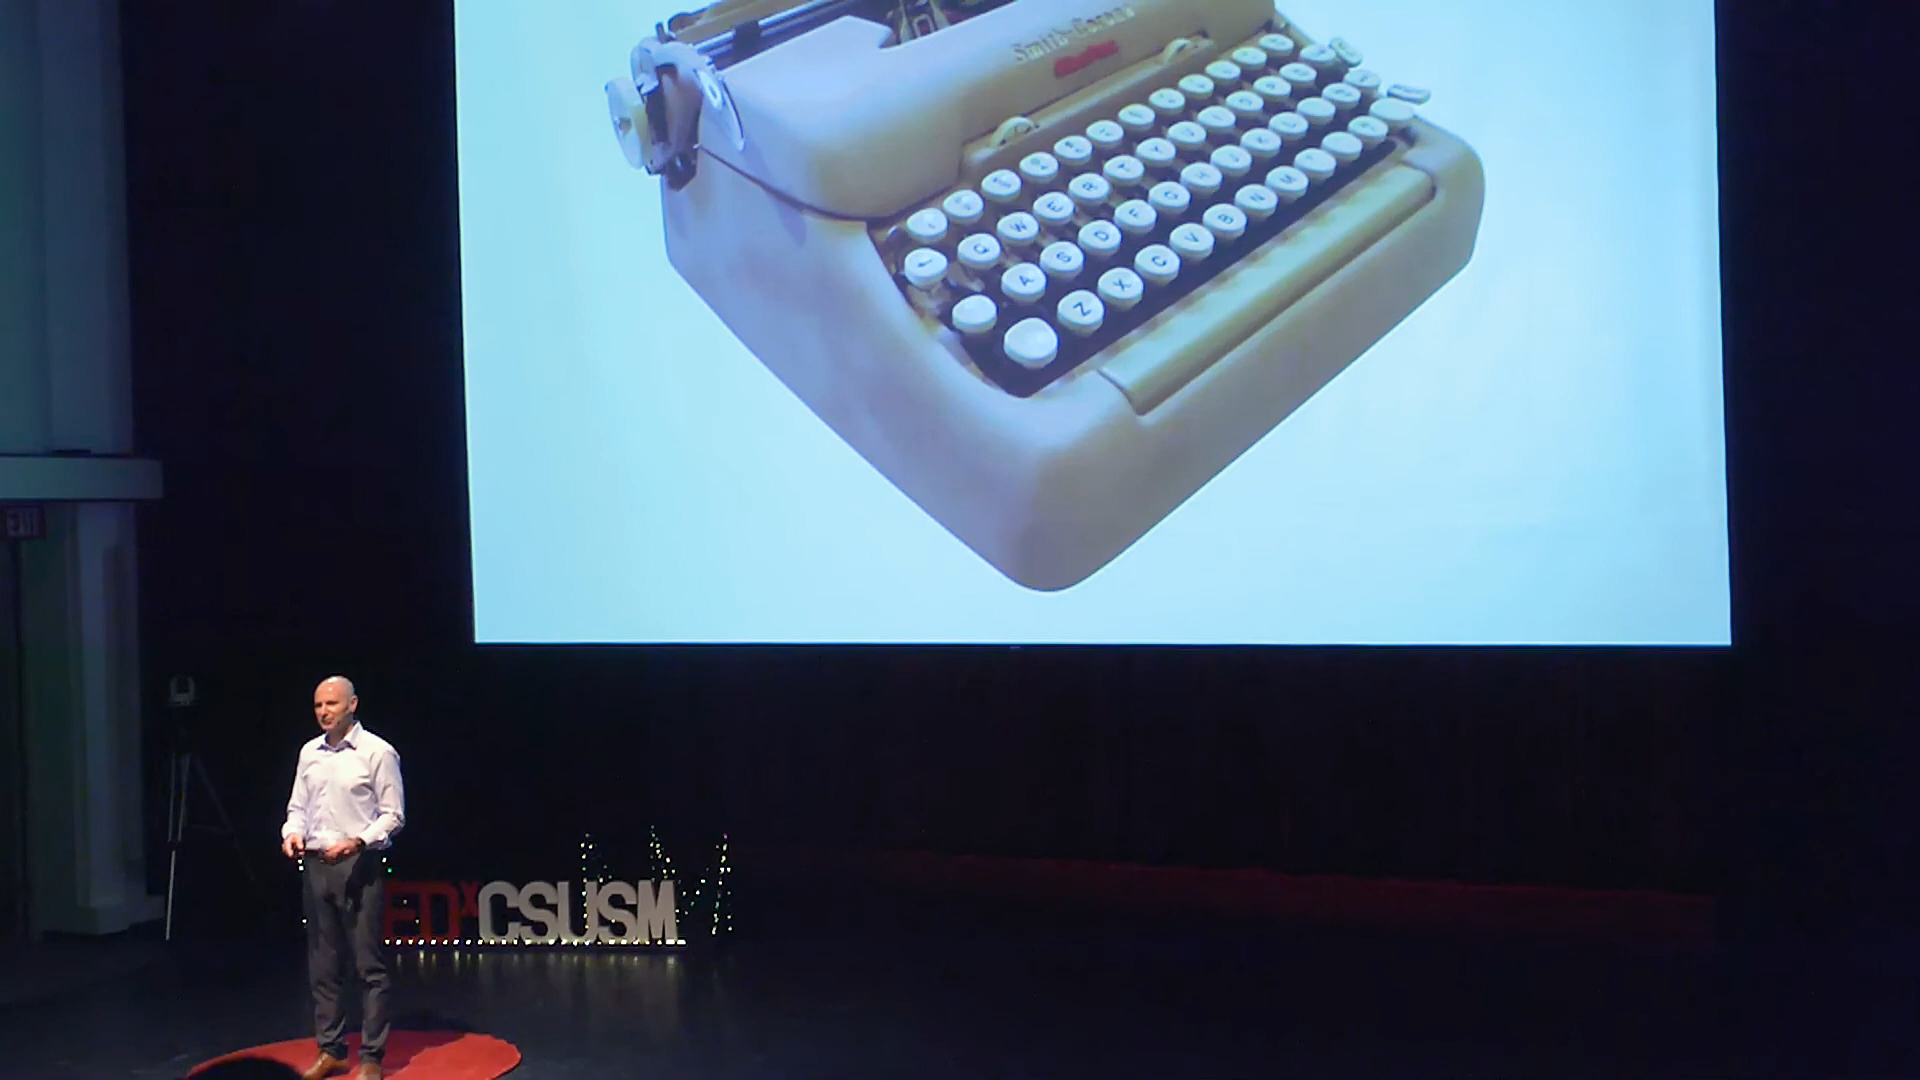 Smith-Corona
Q W E R T Y U
A S D F G H J K L
Z X C V B N M
EXIT
EDxCSUSM